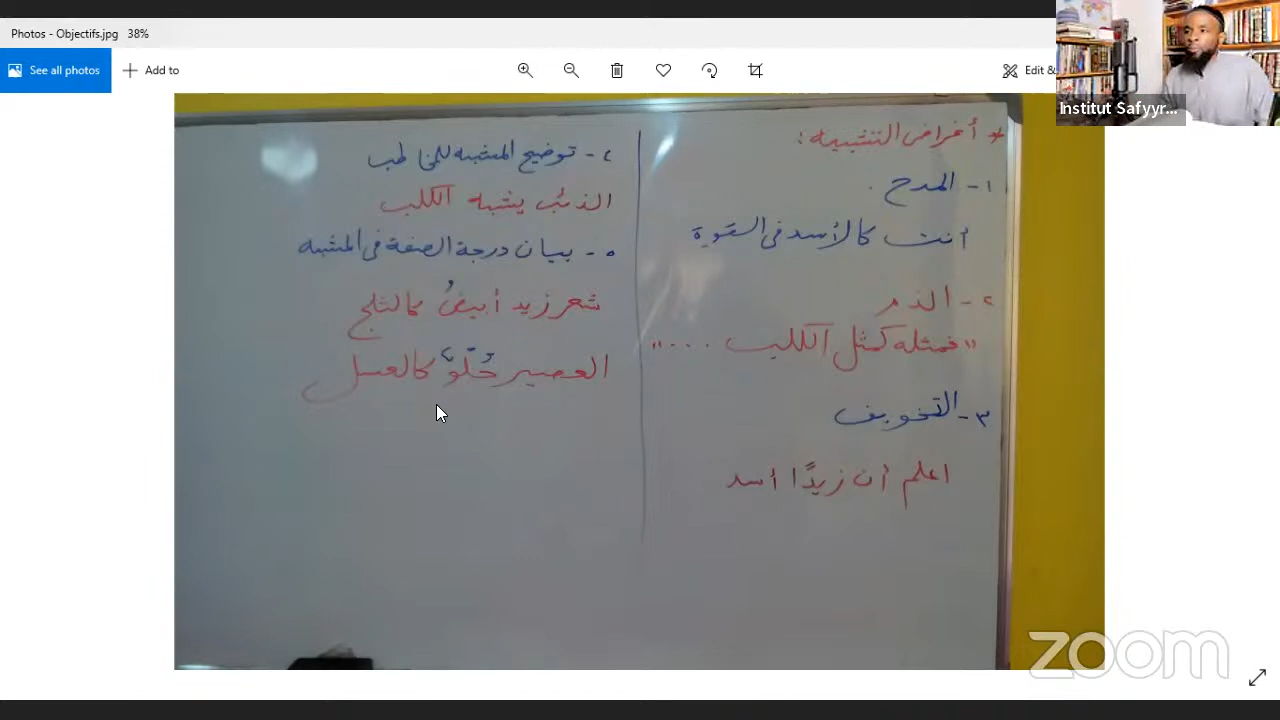 Photos - Objectifs.jpg 38%
See all photos
Add to
Edit &
Institut Safyyr...
* أغراض التشبيه:
١- المدح
أنت كالأسد في القوة
٢- الذم
"فمثله كمثل الكلب ..."
٣- التخويف
اعلم أن زيدًا أسد
٤- توضيح المشبه للمخاطب
الذئب يشبه الكلب
٥- بيان درجة الصفة في المشبه
شعر زيد أبيضُ كالثلج
العصير حُلْوٌ كالعسل
zoom